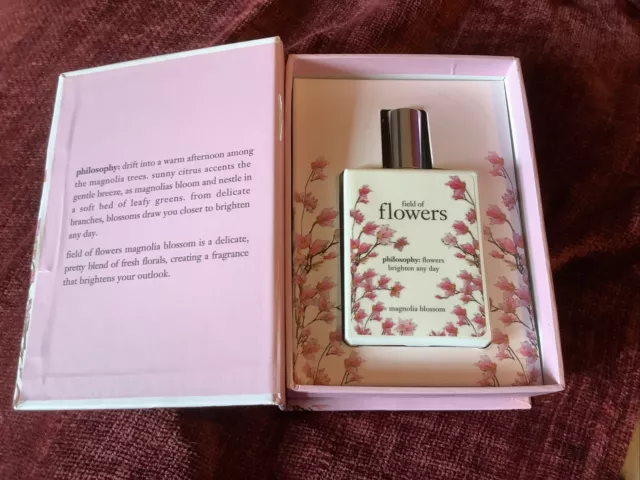 philosophy: drift into a warm afternoon among
the magnolia trees. sunny citrus accents the
gentle breeze, as magnolias bloom and nestle in
a soft bed of leafy greens. from delicate
branches, blossoms draw you closer to brighten
any day.
field of flowers magnolia blossom is a delicate,
pretty blend of fresh florals, creating a fragrance
that brightens your outlook.
field of
flowers
philosophy: flowers
brighten any day
magnolia blossom